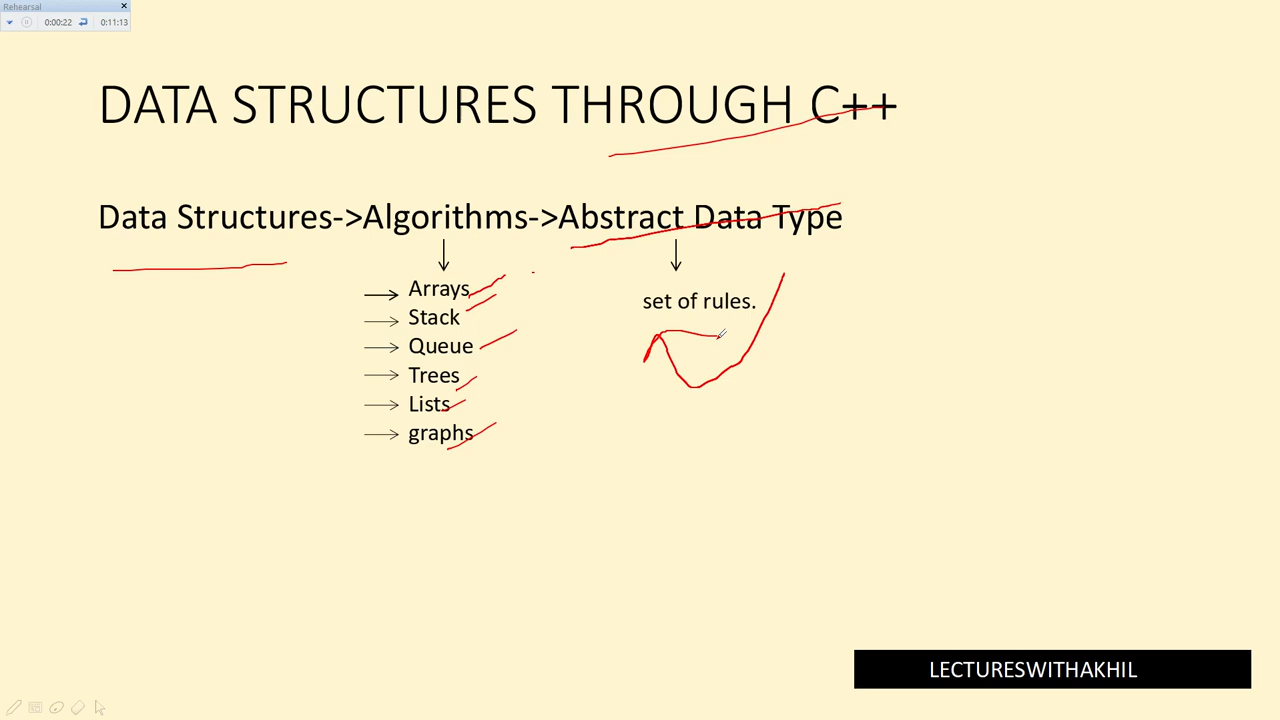 Rehearsal
0:00:22 0:11:13
DATA STRUCTURES THROUGH C++
Data Structures->Algorithms->Abstract Data Type
Arrays
Stack
Queue
Trees
Lists
graphs
set of rules.
LECTURESWITHAKHIL